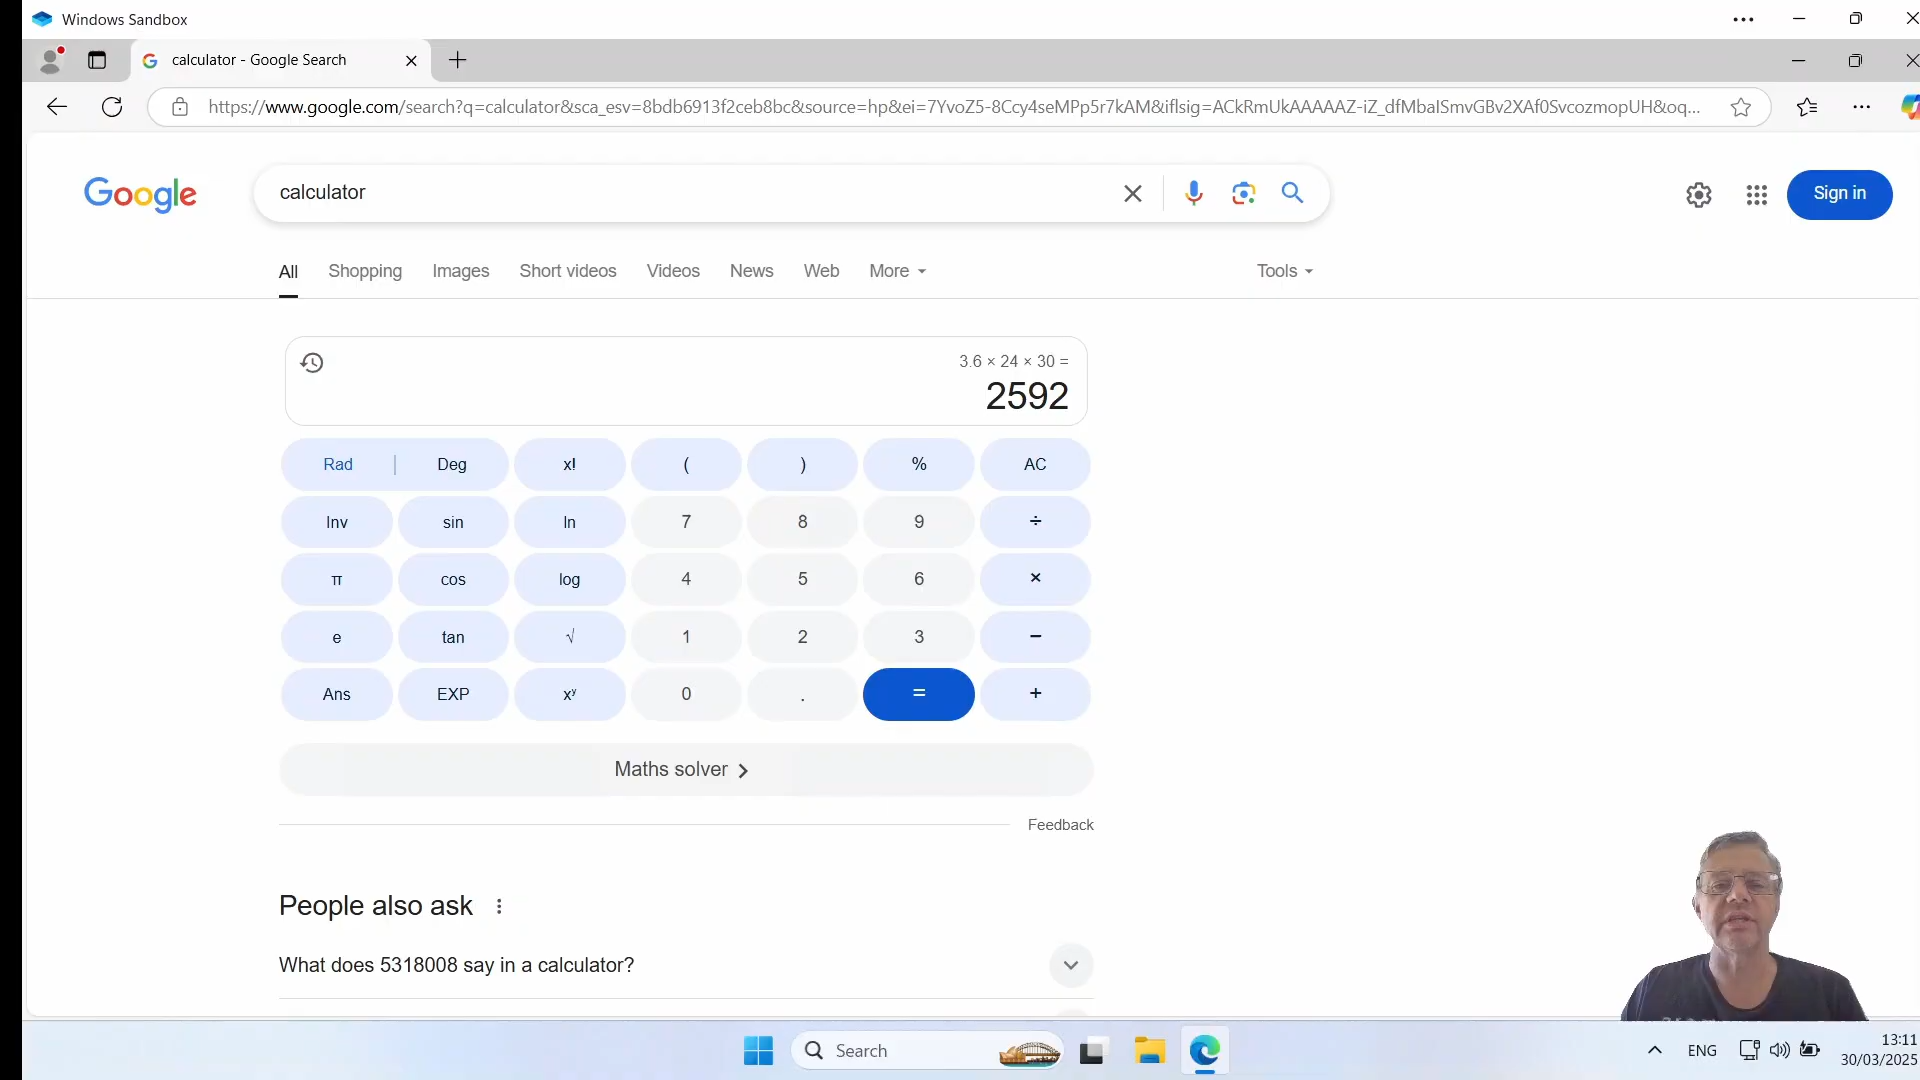 Windows Sandbox
calculator - Google Search
https://www.google.com/search?q=calculator&sca_esv=8bdb6913f2ceb8bc&source=hp&ei=7YvoZ5-8Ccy4seMPp5r7kAM&iflsig=ACkRmUkAAAAAZ-iZ_dfMbaISmvGBv2XAf0SvcozmopUH&oq...
Google
calculator
Sign in
All Shopping Images Short videos Videos News Web More Tools
3.6 × 24 × 30 =
2592
Rad | Deg x! ( ) % AC
Inv sin ln 7 8 9 ÷
π cos log 4 5 6 ×
e tan √ 1 2 3 −
Ans EXP xʸ 0 . = +
Maths solver
Feedback
People also ask
What does 5318008 say in a calculator?
Search
ENG
13:11
30/03/2025